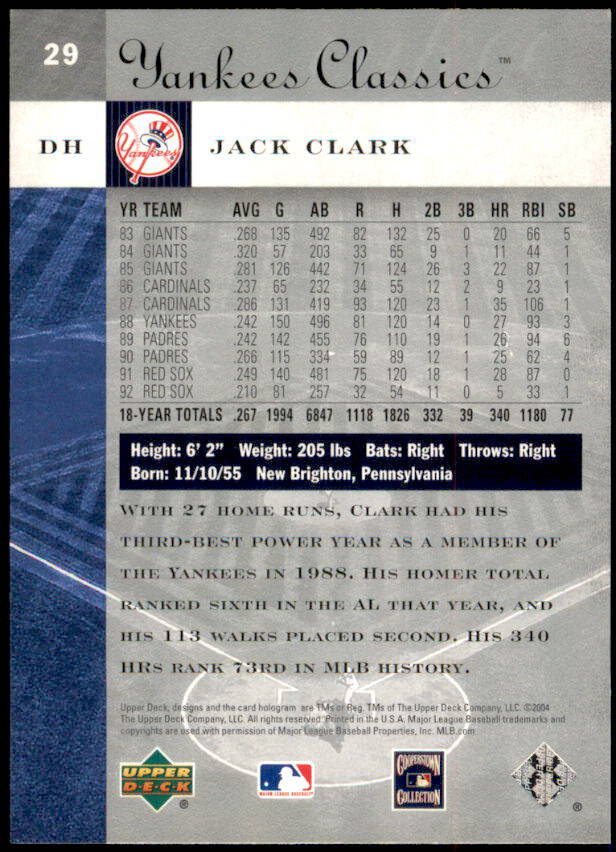 29
Yankees Classics™
DH
Yankees
JACK CLARK
YR TEAM AVG G AB R H 2B 3B HR RBI SB
83 GIANTS .268 135 492 82 132 25 0 20 66 5
84 GIANTS .320 57 203 33 65 9 1 11 44 1
85 GIANTS .281 126 442 71 124 26 3 22 87 1
86 CARDINALS .237 65 232 34 55 12 2 9 23 1
87 CARDINALS .286 131 419 93 120 23 1 35 106 1
88 YANKEES .242 150 496 81 120 14 0 27 93 3
89 PADRES .242 142 455 76 110 19 1 26 94 6
90 PADRES .266 115 334 59 89 12 1 25 62 4
91 RED SOX .249 140 481 75 120 18 1 28 87 0
92 RED SOX .210 81 257 32 54 11 0 5 33 1
18-YEAR TOTALS .267 1994 6847 1118 1826 332 39 340 1180 77
Height: 6' 2" Weight: 205 lbs Bats: Right Throws: Right
Born: 11/10/55 New Brighton, Pennsylvania
WITH 27 HOME RUNS, CLARK HAD HIS
THIRD-BEST POWER YEAR AS A MEMBER OF
THE YANKEES IN 1988. HIS HOMER TOTAL
RANKED SIXTH IN THE AL THAT YEAR, AND
HIS 113 WALKS PLACED SECOND. HIS 340
HRS RANK 73RD IN MLB HISTORY.
Upper Deck, designs and the card hologram are TMs or Reg. TMs of The Upper Deck Company, LLC. ©2004
The Upper Deck Company, LLC. All rights reserved. Printed in the U.S.A. Major League Baseball trademarks and
copyrights are used with permission of Major League Baseball Properties, Inc. MLB.com
UPPER DECK ®
MAJOR LEAGUE BASEBALL
COOPERSTOWN COLLECTION
®